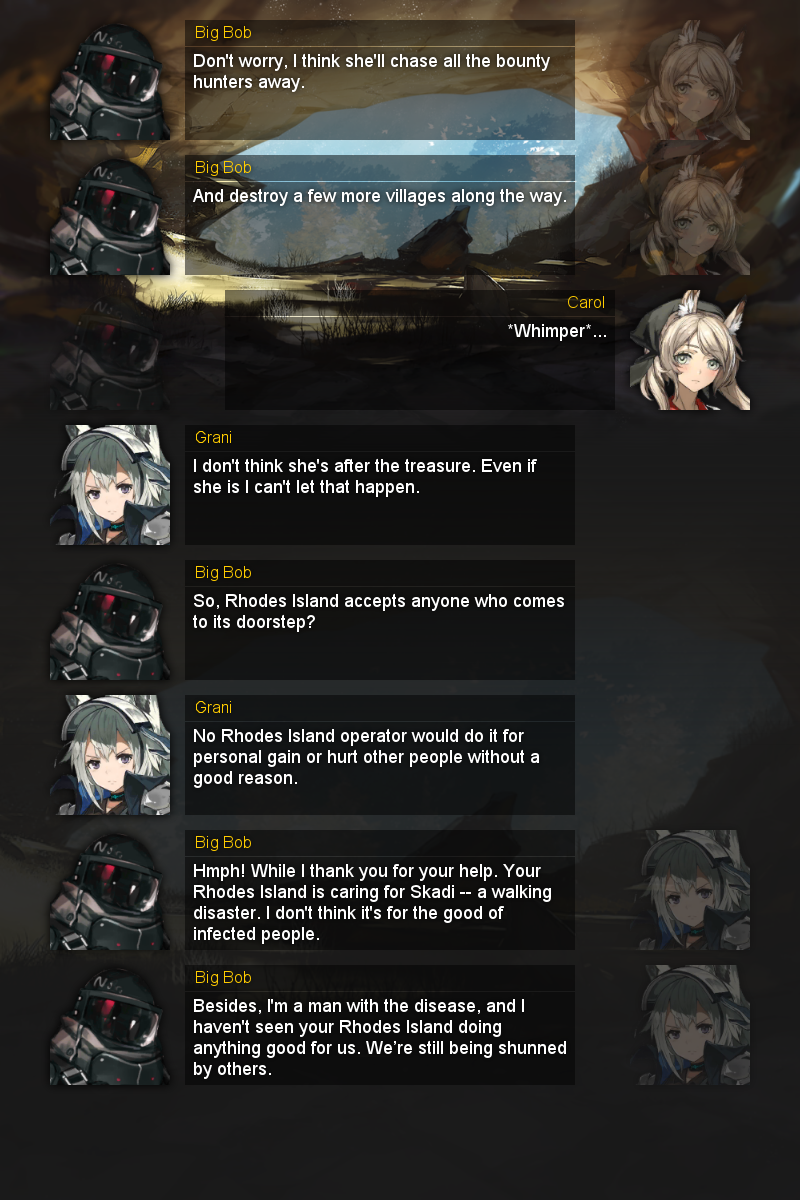 Big Bob
Don't worry, I think she'll chase all the bounty
hunters away.
Big Bob
And destroy a few more villages along the way.
Carol
*Whimper*...
Grani
I don't think she's after the treasure. Even if
she is I can't let that happen.
Big Bob
So, Rhodes Island accepts anyone who comes
to its doorstep?
Grani
No Rhodes Island operator would do it for
personal gain or hurt other people without a
good reason.
Big Bob
Hmph! While I thank you for your help. Your
Rhodes Island is caring for Skadi -- a walking
disaster. I don't think it's for the good of
infected people.
Big Bob
Besides, I'm a man with the disease, and I
haven't seen your Rhodes Island doing
anything good for us. We’re still being shunned
by others.